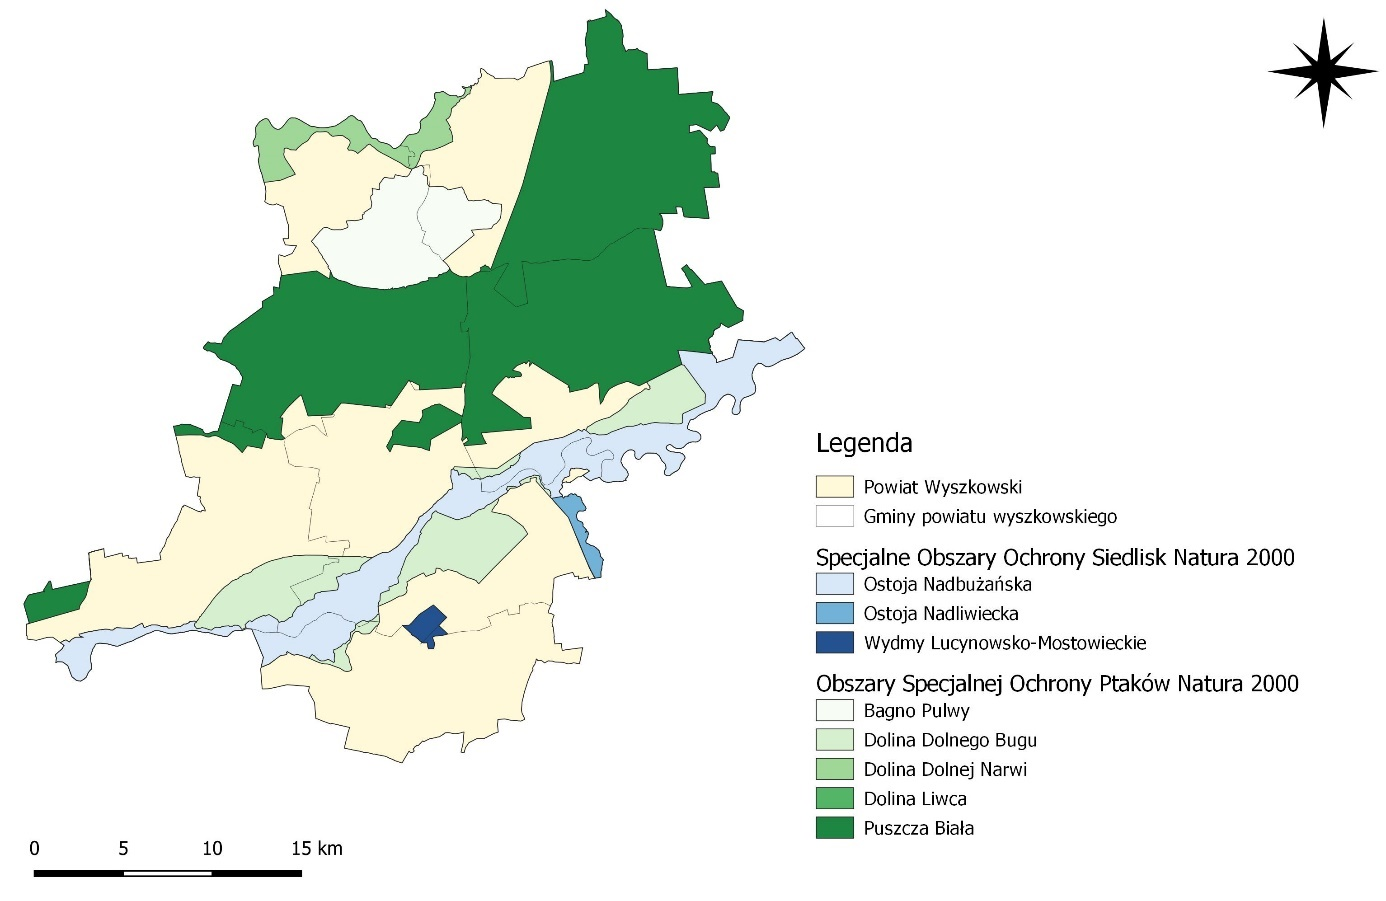 Legenda
Powiat Wyszkowski
Gminy powiatu wyszkowskiego
Specjalne Obszary Ochrony Siedlisk Natura 2000
Ostoja Nadbużańska
Ostoja Nadliwiecka
Wydmy Lucynowsko-Mostowieckie
Obszary Specjalnej Ochrony Ptaków Natura 2000
Bagno Pulwy
Dolina Dolnego Bugu
Dolina Dolnej Narwi
Dolina Liwca
Puszcza Biała
0 5 10 15 km